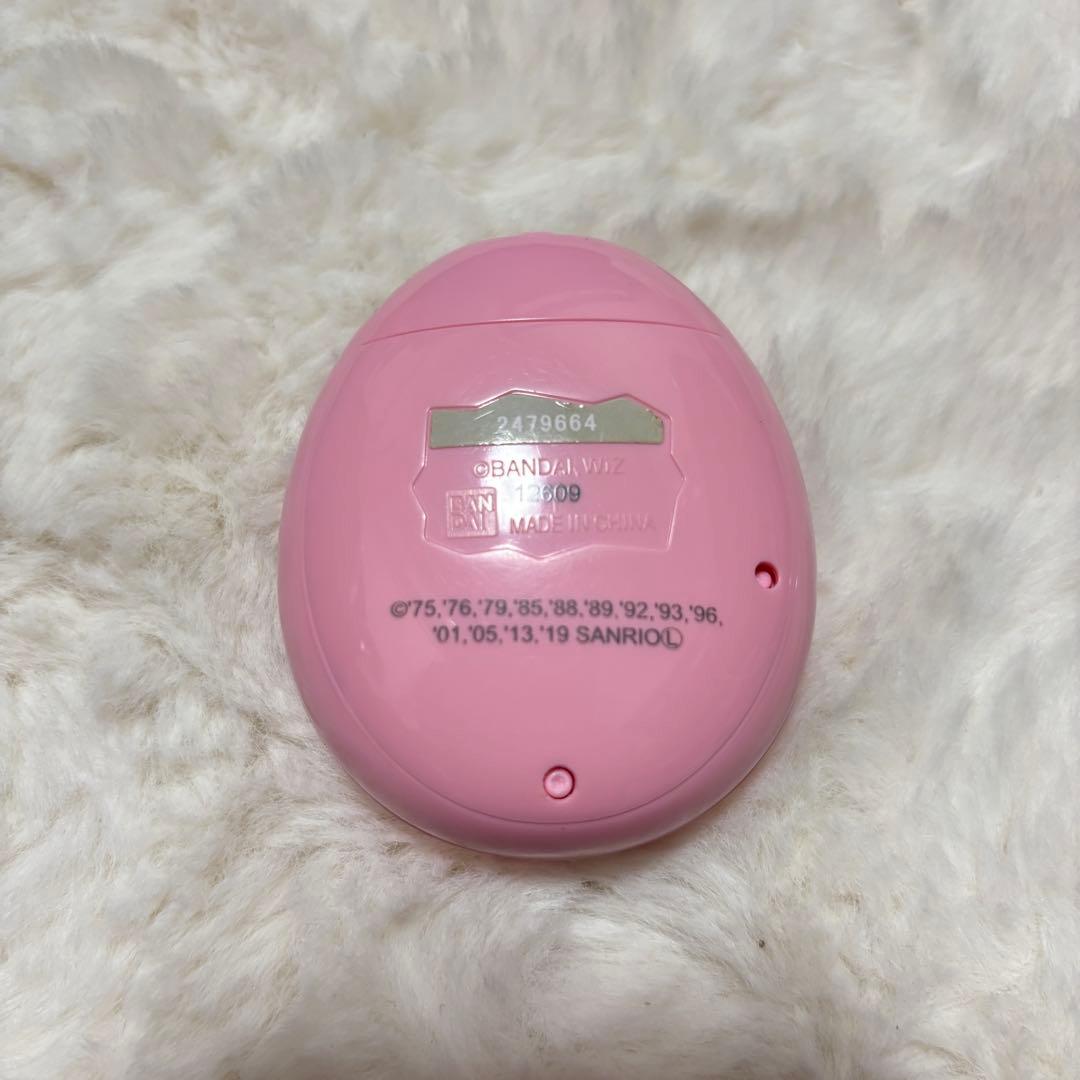 2479664
©BANDAI, WiZ
12609
BAN
DAI
MADE IN CHINA
©'75,'76,'79,'85,'88,'89,'92,'93,'96,
'01,'05,'13,'19 SANRIOⓁ